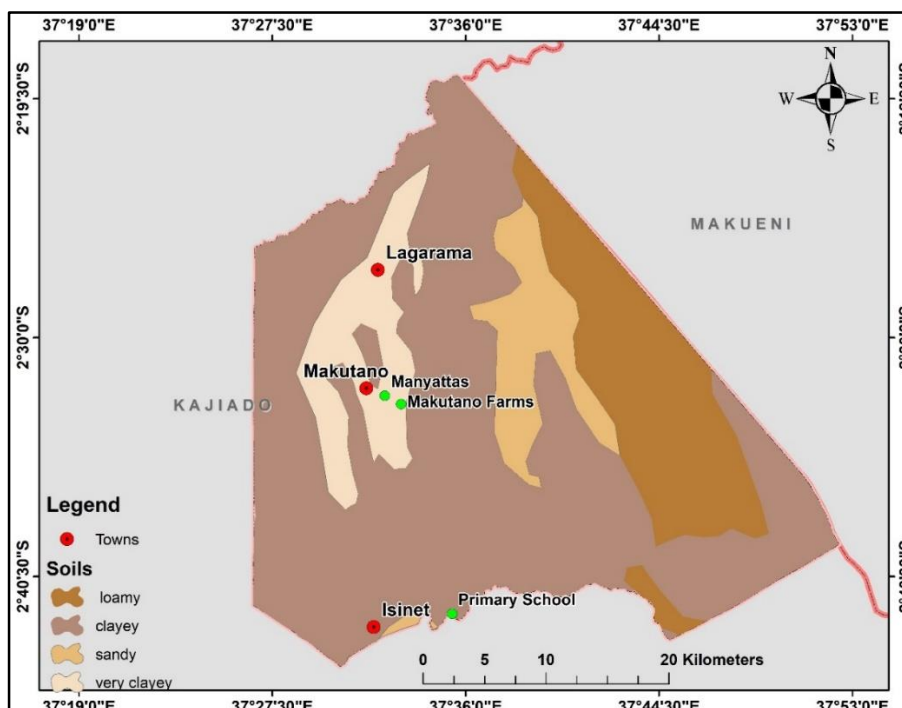 37°19'0"E 37°27'30"E 37°36'0"E 37°44'30"E 37°53'0"E
N
W E
S
2°19'30"S
MAKUENI
Lagarama
2°30'0"S
Makutano
Manyattas
Makutano Farms
KAJIADO
Legend
Towns
Soils
loamy
clayey
sandy
very clayey
2°40'30"S
Primary School
Isinet
0 5 10 20 Kilometers
37°19'0"E 37°27'30"E 37°36'0"E 37°44'30"E 37°53'0"E